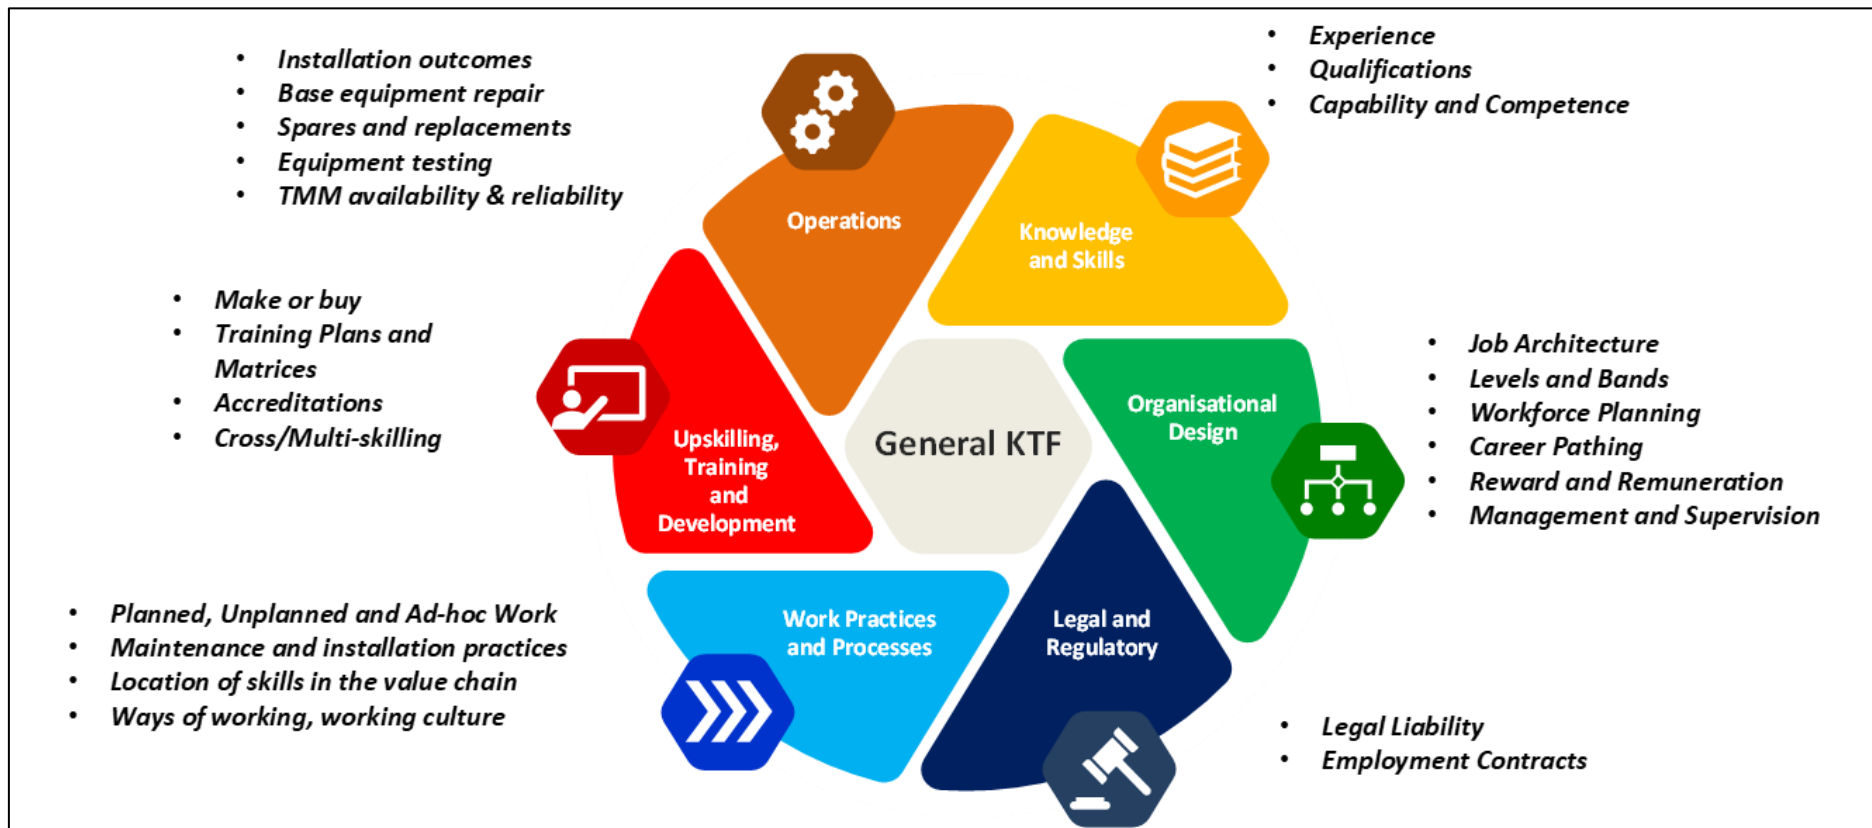 • Installation outcomes
• Base equipment repair
• Spares and replacements
• Equipment testing
• TMM availability & reliability
Operations
• Experience
• Qualifications
• Capability and Competence
Knowledge
and Skills
• Make or buy
• Training Plans and
Matrices
• Accreditations
• Cross/Multi-skilling
Upskilling,
Training
and
Development
General KTF
Organisational
Design
• Job Architecture
• Levels and Bands
• Workforce Planning
• Career Pathing
• Reward and Remuneration
• Management and Supervision
• Planned, Unplanned and Ad-hoc Work
• Maintenance and installation practices
• Location of skills in the value chain
• Ways of working, working culture
Work Practices
and Processes
Legal and
Regulatory
• Legal Liability
• Employment Contracts